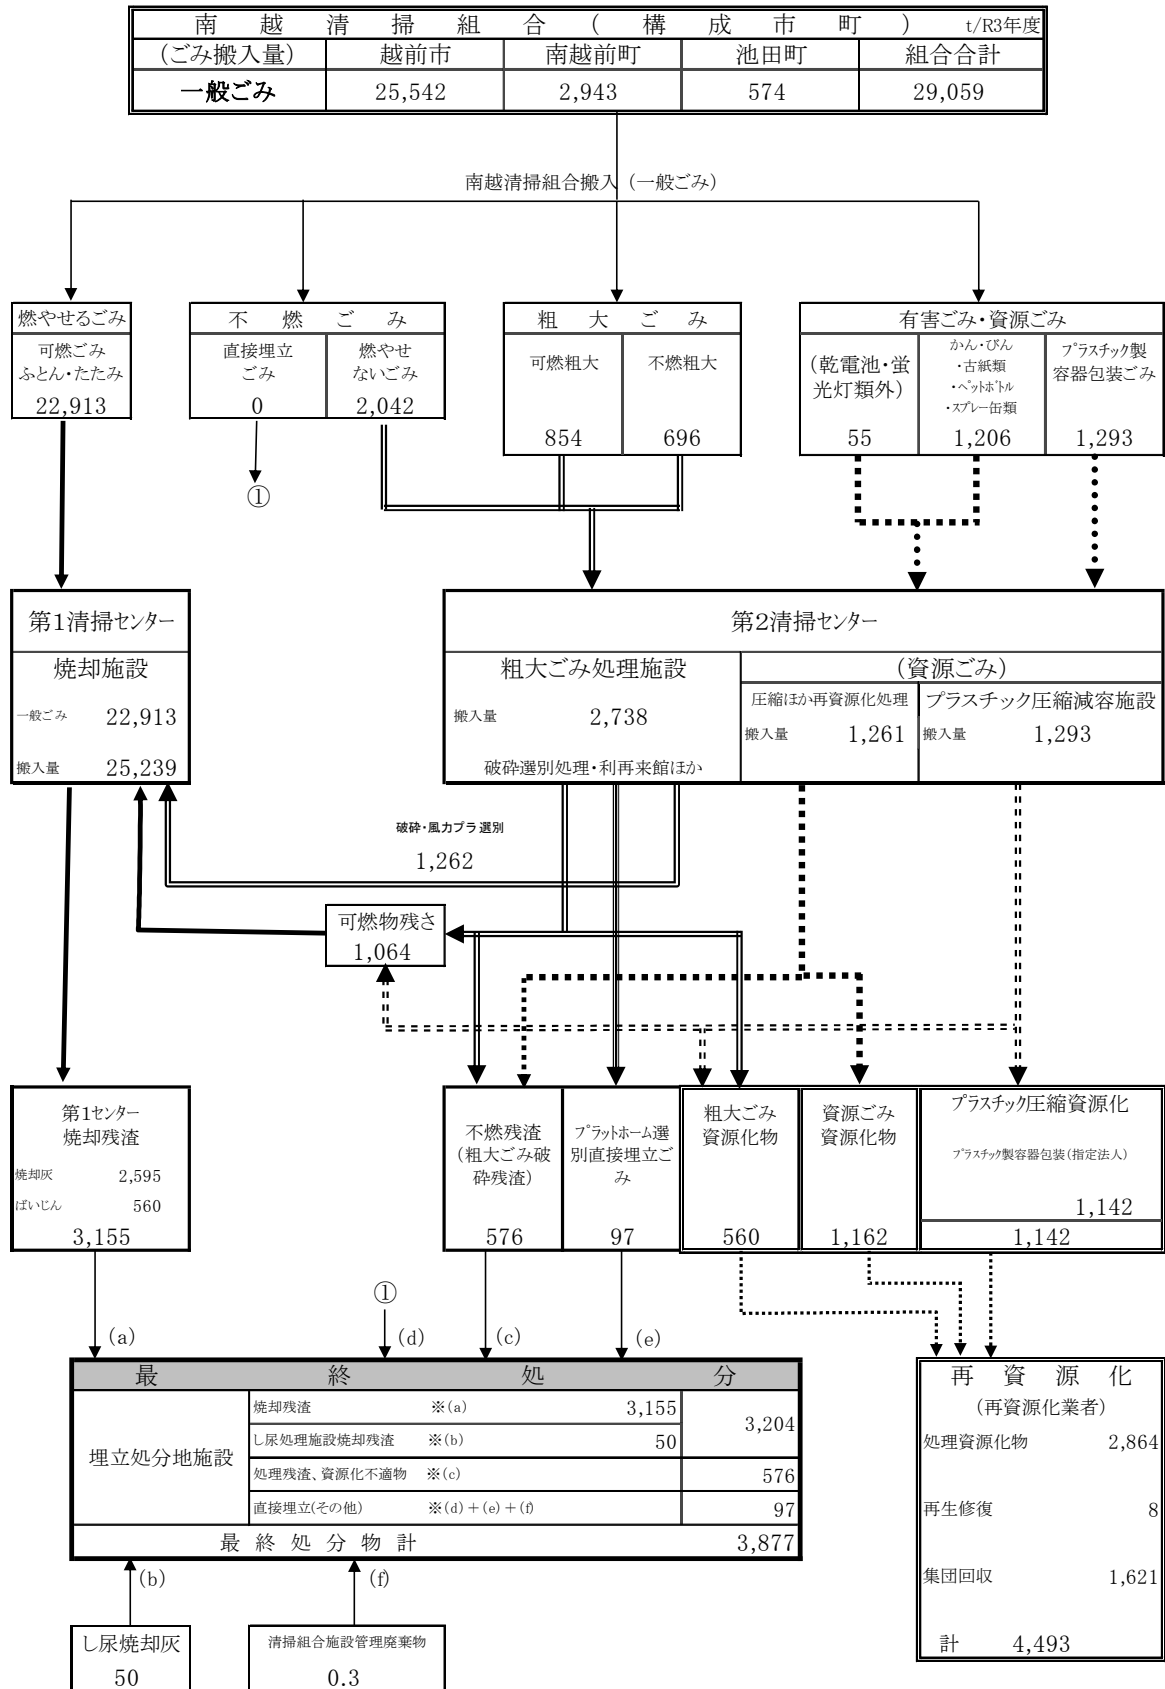 南越清掃組合（構成市町） t/R3年度
(ごみ搬入量) 越前市 南越前町 池田町 組合合計
一般ごみ 25,542 2,943 574 29,059
南越清掃組合搬入（一般ごみ）
燃やせるごみ
可燃ごみ
ふとん・たたみ
22,913
不燃ごみ
直接埋立
ごみ
0
燃やせ
ないごみ
2,042
①
粗大ごみ
可燃粗大
854
不燃粗大
696
有害ごみ・資源ごみ
(乾電池・蛍
光灯類外)
55
かん・びん
・古紙類
・ペットボトル
・スプレー缶類
1,206
プラスチック製
容器包装ごみ
1,293
第1清掃センター
焼却施設
一般ごみ 22,913
搬入量 25,239
第2清掃センター
粗大ごみ処理施設
搬入量 2,738
破砕選別処理・利再来館ほか
(資源ごみ)
圧縮ほか再資源化処理
搬入量 1,261
プラスチック圧縮減容施設
搬入量 1,293
破砕・風力プラ選別
1,262
可燃物残さ
1,064
第1センター
焼却残渣
焼却灰 2,595
ばいじん 560
3,155
不燃残渣
(粗大ごみ破
砕残渣)
576
プラットホーム選
別直接埋立ご
み
97
粗大ごみ
資源化物
560
資源ごみ
資源化物
1,162
プラスチック圧縮資源化
プラスチック製容器包装(指定法人)
1,142
1,142
①
(a) (d) (c) (e)
最終処分
埋立処分地施設
焼却残渣 ※(a) 3,155
3,204
し尿処理施設焼却残渣 ※(b) 50
処理残渣、資源化不適物 ※(c) 576
直接埋立(その他) ※(d)＋(e)＋(f) 97
最終処分物計 3,877
(b) (f)
し尿焼却灰
50
清掃組合施設管理廃棄物
0.3
再資源化
(再資源化業者)
処理資源化物 2,864
再生修復 8
集団回収 1,621
計 4,493